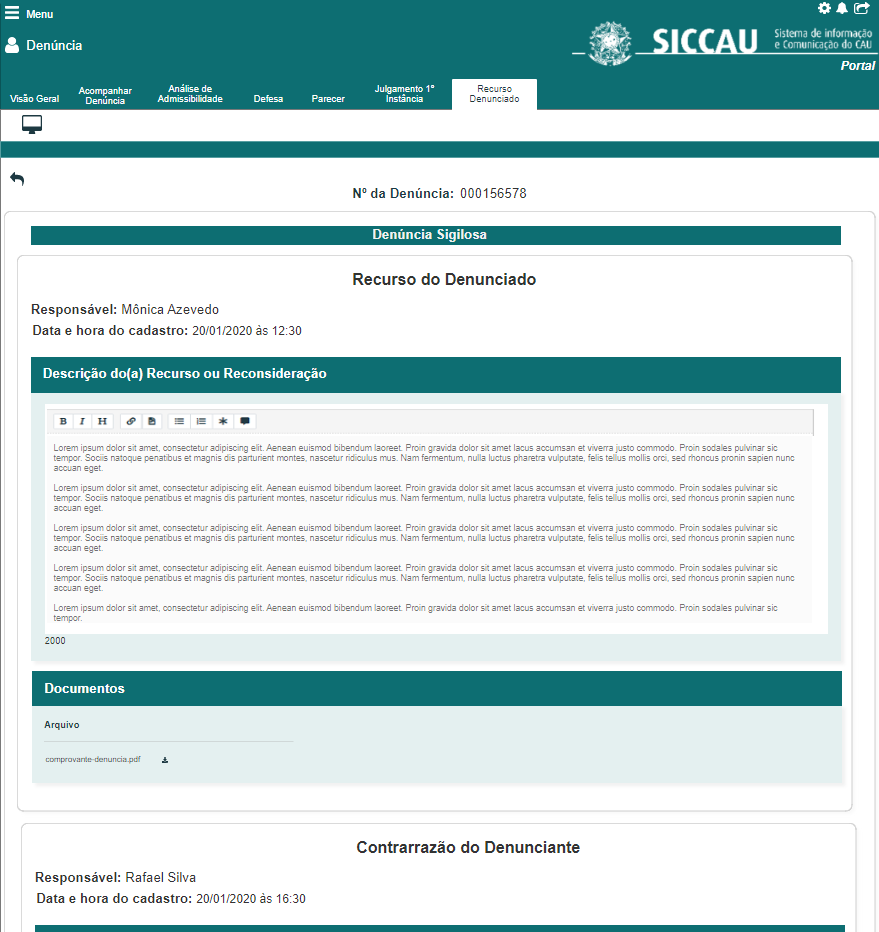 Menu
Denúncia
SICCAU
Sistema de informação
e Comunicação do CAU
Portal
Visão Geral
Acompanhar
Denúncia
Análise de
Admissibilidade
Defesa
Parecer
Julgamento 1º
Instância
Recurso
Denunciado
Nº da Denúncia: 000156578
Denúncia Sigilosa
Recurso do Denunciado
Responsável: Mônica Azevedo
Data e hora do cadastro: 20/01/2020 às 12:30
Descrição do(a) Recurso ou Reconsideração
B I H
Lorem ipsum dolor sit amet, consectetur adipiscing elit. Aenean euismod bibendum laoreet. Proin gravida dolor sit amet lacus accumsan et viverra justo commodo. Proin sodales pulvinar sic
tempor. Sociis natoque penatibus et magnis dis parturient montes, nascetur ridiculus mus. Nam fermentum, nulla luctus pharetra vulputate, felis tellus mollis orci, sed rhoncus pronin sapien nunc
accuan eget.
Lorem ipsum dolor sit amet, consectetur adipiscing elit. Aenean euismod bibendum laoreet. Proin gravida dolor sit amet lacus accumsan et viverra justo commodo. Proin sodales pulvinar sic
tempor. Sociis natoque penatibus et magnis dis parturient montes, nascetur ridiculus mus. Nam fermentum, nulla luctus pharetra vulputate, felis tellus mollis orci, sed rhoncus pronin sapien nunc
accuan eget.
Lorem ipsum dolor sit amet, consectetur adipiscing elit. Aenean euismod bibendum laoreet. Proin gravida dolor sit amet lacus accumsan et viverra justo commodo. Proin sodales pulvinar sic
tempor. Sociis natoque penatibus et magnis dis parturient montes, nascetur ridiculus mus. Nam fermentum, nulla luctus pharetra vulputate, felis tellus mollis orci, sed rhoncus pronin sapien nunc
accuan eget.
Lorem ipsum dolor sit amet, consectetur adipiscing elit. Aenean euismod bibendum laoreet. Proin gravida dolor sit amet lacus accumsan et viverra justo commodo. Proin sodales pulvinar sic
tempor. Sociis natoque penatibus et magnis dis parturient montes, nascetur ridiculus mus. Nam fermentum, nulla luctus pharetra vulputate, felis tellus mollis orci, sed rhoncus pronin sapien nunc
accuan eget.
Lorem ipsum dolor sit amet, consectetur adipiscing elit. Aenean euismod bibendum laoreet. Proin gravida dolor sit amet lacus accumsan et viverra justo commodo. Proin sodales pulvinar sic
tempor.
2000
Documentos
Arquivo
comprovante-denuncia.pdf
Contrarrazão do Denunciante
Responsável: Rafael Silva
Data e hora do cadastro: 20/01/2020 às 16:30